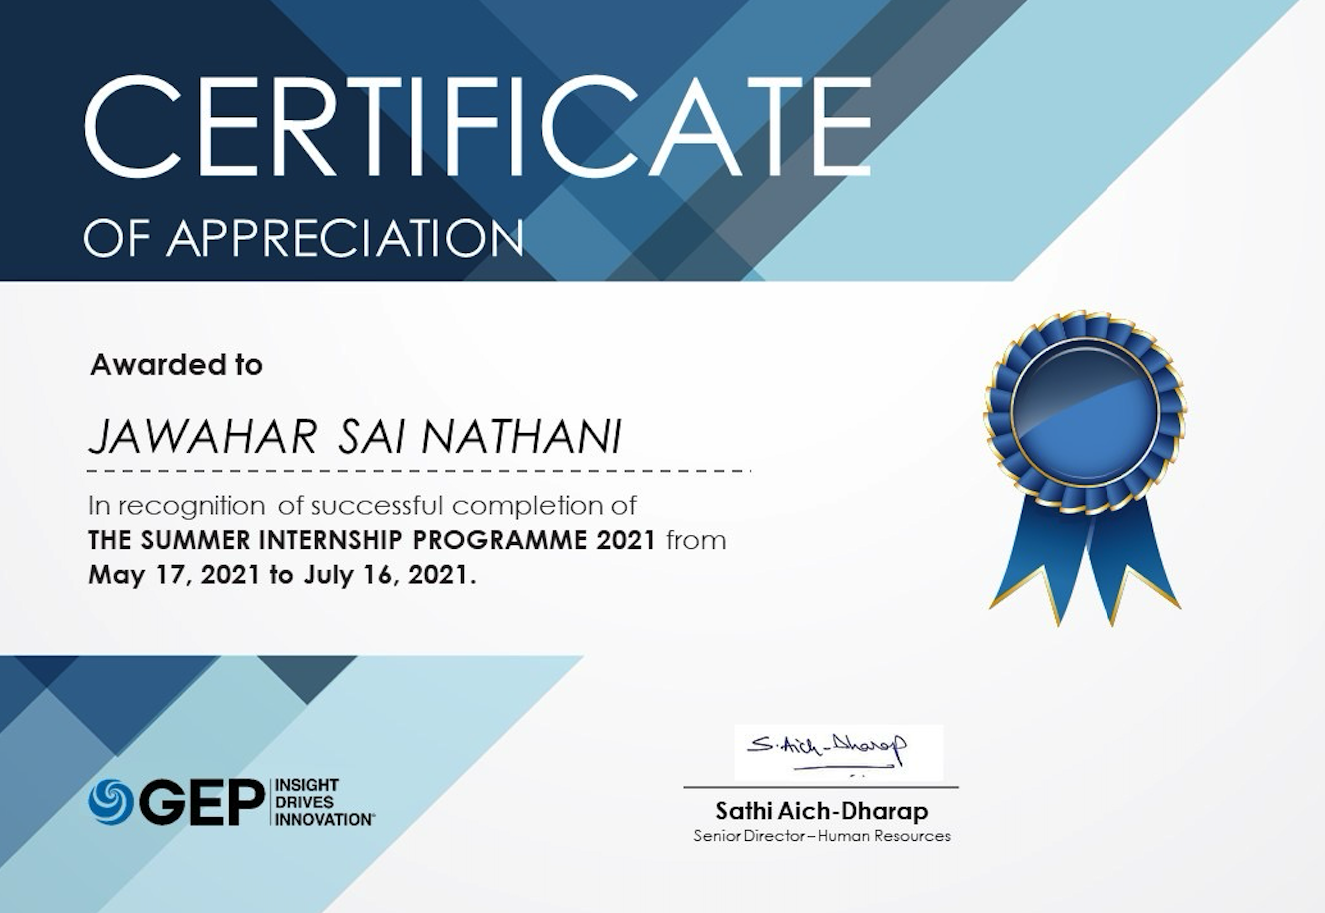 CERTIFICATE
OF APPRECIATION
Awarded to
JAWAHAR SAI NATHANI
In recognition of successful completion of
THE SUMMER INTERNSHIP PROGRAMME 2021 from
May 17, 2021 to July 16, 2021.
S.Aich-Dharap
GEP
INSIGHT
DRIVES
INNOVATION®
Sathi Aich-Dharap
Senior Director – Human Resources